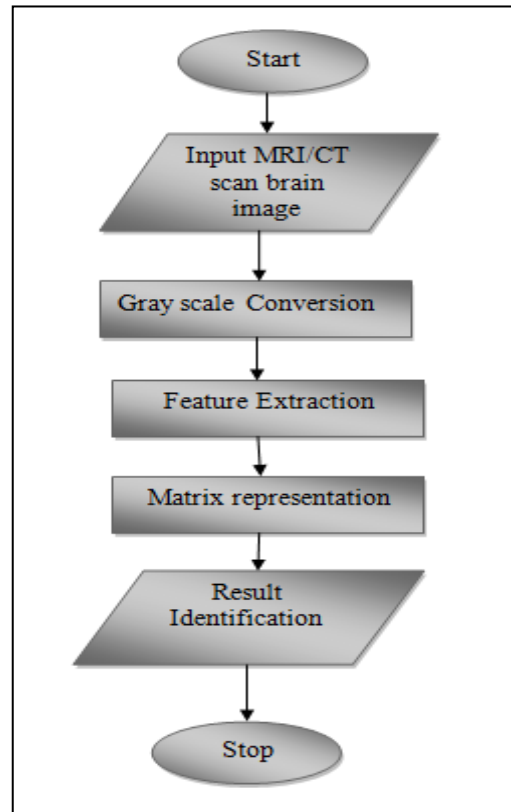 Start
Input MRI/CT
scan brain
image
Gray scale Conversion
Feature Extraction
Matrix representation
Result
Identification
Stop